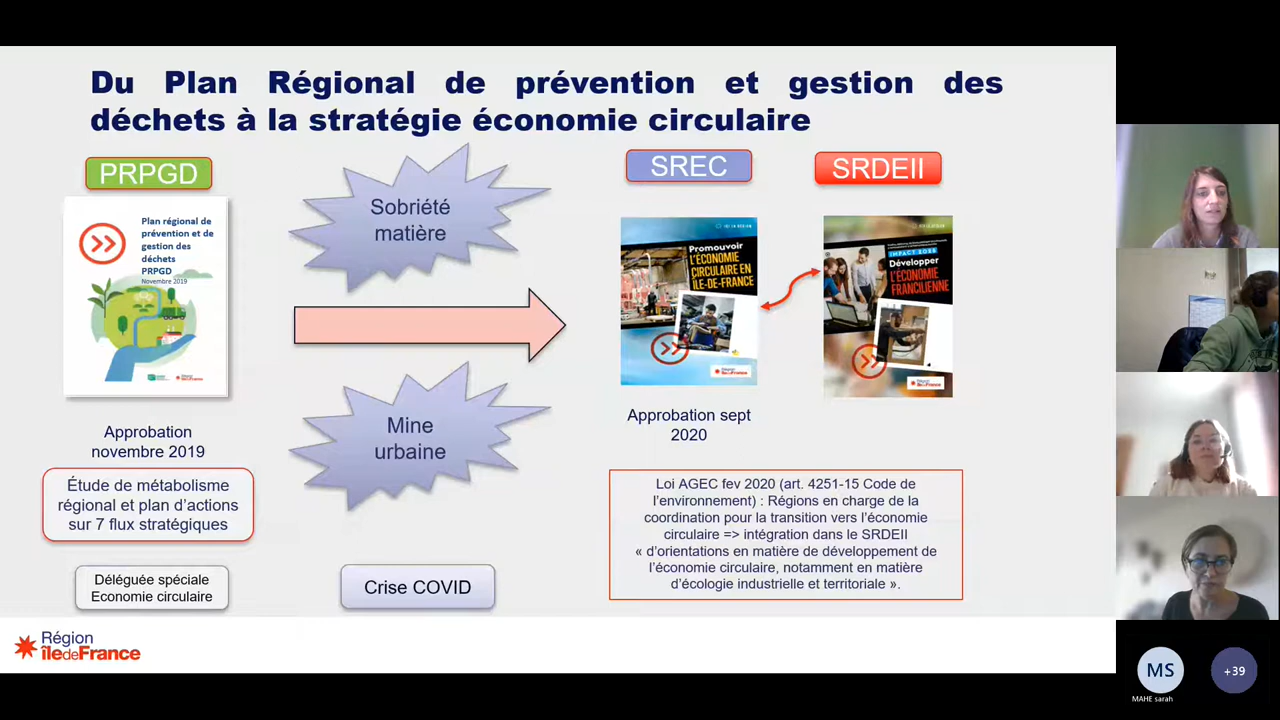 Du Plan Régional de prévention et gestion des
déchets à la stratégie économie circulaire
PRPGD
Plan régional de
prévention et de
gestion des
déchets
PRPGD
Novembre 2019
Approbation
novembre 2019
Étude de métabolisme
régional et plan d’actions
sur 7 flux stratégiques
Déléguée spéciale
Economie circulaire
Sobriété
matière
Mine
urbaine
Crise COVID
SREC
Promouvoir
L'ÉCONOMIE
CIRCULAIRE EN
ÎLE-DE-FRANCE
Région
îledeFrance
Approbation sept
2020
SRDEII
IMPACT 2028
Développer
L'ÉCONOMIE
FRANCILIENNE
Région
îledeFrance
Loi AGEC fev 2020 (art. 4251-15 Code de
l’environnement) : Régions en charge de la
coordination pour la transition vers l’économie
circulaire => intégration dans le SRDEII
« d’orientations en matière de développement de
l’économie circulaire, notamment en matière
d’écologie industrielle et territoriale ».
Région
îledeFrance
MS
MAHE sarah
+39